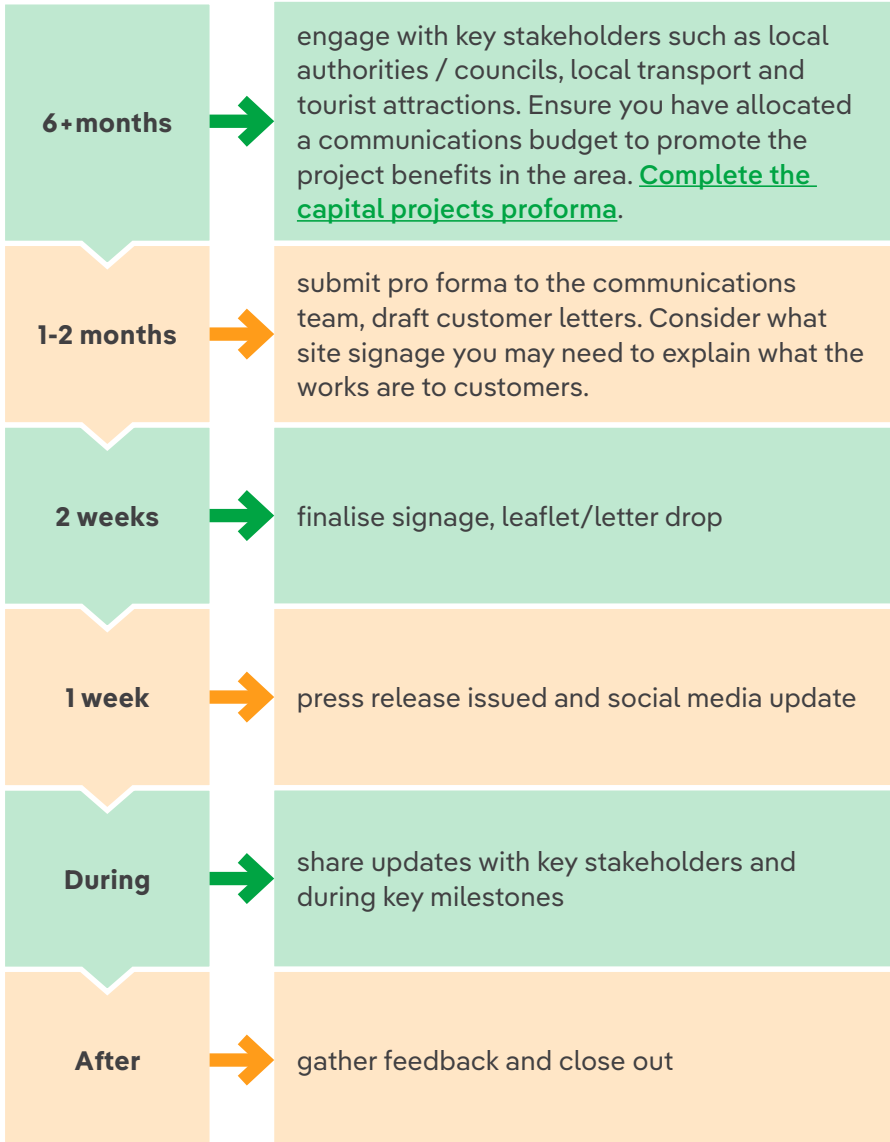 6+months
engage with key stakeholders such as local
authorities / councils, local transport and
tourist attractions. Ensure you have allocated
a communications budget to promote the
project benefits in the area. Complete the
capital projects proforma.
1-2 months
submit pro forma to the communications
team, draft customer letters. Consider what
site signage you may need to explain what the
works are to customers.
2 weeks
finalise signage, leaflet/letter drop
1 week
press release issued and social media update
During
share updates with key stakeholders and
during key milestones
After
gather feedback and close out